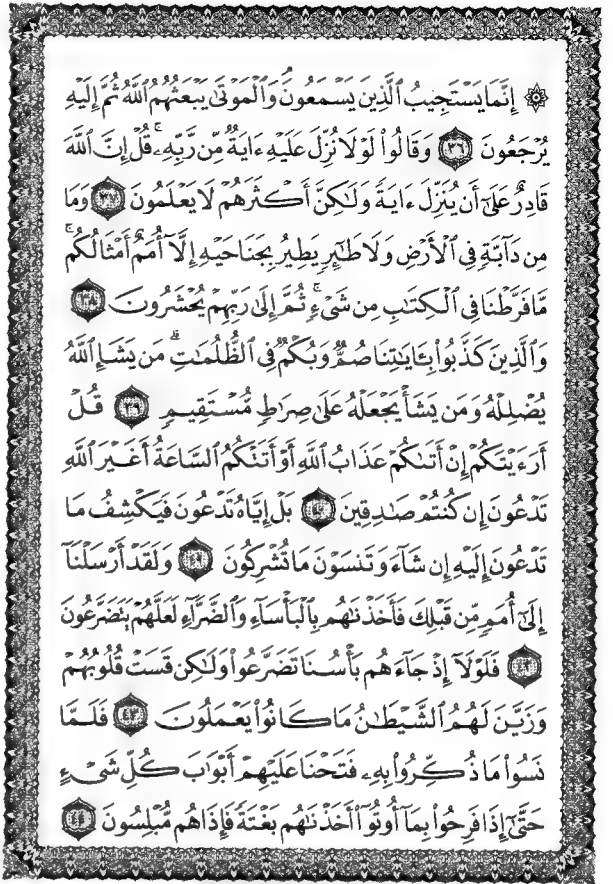 ۞ إِنَّمَا يَسْتَجِيبُ ٱلَّذِينَ يَسْمَعُونَۘ وَٱلْمَوْتَىٰ يَبْعَثُهُمُ ٱللَّهُ ثُمَّ إِلَيْهِ
يُرْجَعُونَ ٣٦ وَقَالُوا۟ لَوْلَا نُزِّلَ عَلَيْهِ ءَايَةٌ مِّن رَّبِّهِۦۚ قُلْ إِنَّ ٱللَّهَ
قَادِرٌ عَلَىٰٓ أَن يُنَزِّلَ ءَايَةً وَلَٰكِنَّ أَكْثَرَهُمْ لَا يَعْلَمُونَ ٣٧ وَمَا
مِن دَآبَّةٍ فِى ٱلْأَرْضِ وَلَا طَٰٓئِرٍ يَطِيرُ بِجَنَاحَيْهِ إِلَّآ أُمَمٌ أَمْثَالُكُمۚ
مَّا فَرَّطْنَا فِى ٱلْكِتَٰبِ مِن شَىْءٍۚ ثُمَّ إِلَىٰ رَبِّهِمْ يُحْشَرُونَ ٣٨
وَٱلَّذِينَ كَذَّبُوا۟ بِـَٔايَٰتِنَا صُمٌّ وَبُكْمٌ فِى ٱلظُّلُمَٰتِۗ مَن يَشَإِ ٱللَّهُ
يُضْلِلْهُ وَمَن يَشَأْ يَجْعَلْهُ عَلَىٰ صِرَٰطٍ مُّسْتَقِيمٍ ٣٩ قُلْ
أَرَءَيْتَكُمْ إِنْ أَتَىٰكُمْ عَذَابُ ٱللَّهِ أَوْ أَتَتْكُمُ ٱلسَّاعَةُ أَغَيْرَ ٱللَّهِ
تَدْعُونَ إِن كُنتُمْ صَٰدِقِينَ ٤٠ بَلْ إِيَّاهُ تَدْعُونَ فَيَكْشِفُ مَا
تَدْعُونَ إِلَيْهِ إِن شَآءَ وَتَنسَوْنَ مَا تُشْرِكُونَ ٤١ وَلَقَدْ أَرْسَلْنَآ
إِلَىٰٓ أُمَمٍ مِّن قَبْلِكَ فَأَخَذْنَٰهُم بِٱلْبَأْسَآءِ وَٱلضَّرَّآءِ لَعَلَّهُمْ يَتَضَرَّعُونَ
٤٢ فَلَوْلَآ إِذْ جَآءَهُم بَأْسُنَا تَضَرَّعُوا۟ وَلَٰكِن قَسَتْ قُلُوبُهُمْ
وَزَيَّنَ لَهُمُ ٱلشَّيْطَٰنُ مَا كَانُوا۟ يَعْمَلُونَ ٤٣ فَلَمَّا
نَسُوا۟ مَا ذُكِّرُوا۟ بِهِۦ فَتَحْنَا عَلَيْهِمْ أَبْوَٰبَ كُلِّ شَىْءٍ
حَتَّىٰٓ إِذَا فَرِحُوا۟ بِمَآ أُوتُوٓا۟ أَخَذْنَٰهُم بَغْتَةً فَإِذَا هُم مُّبْلِسُونَ ٤٤